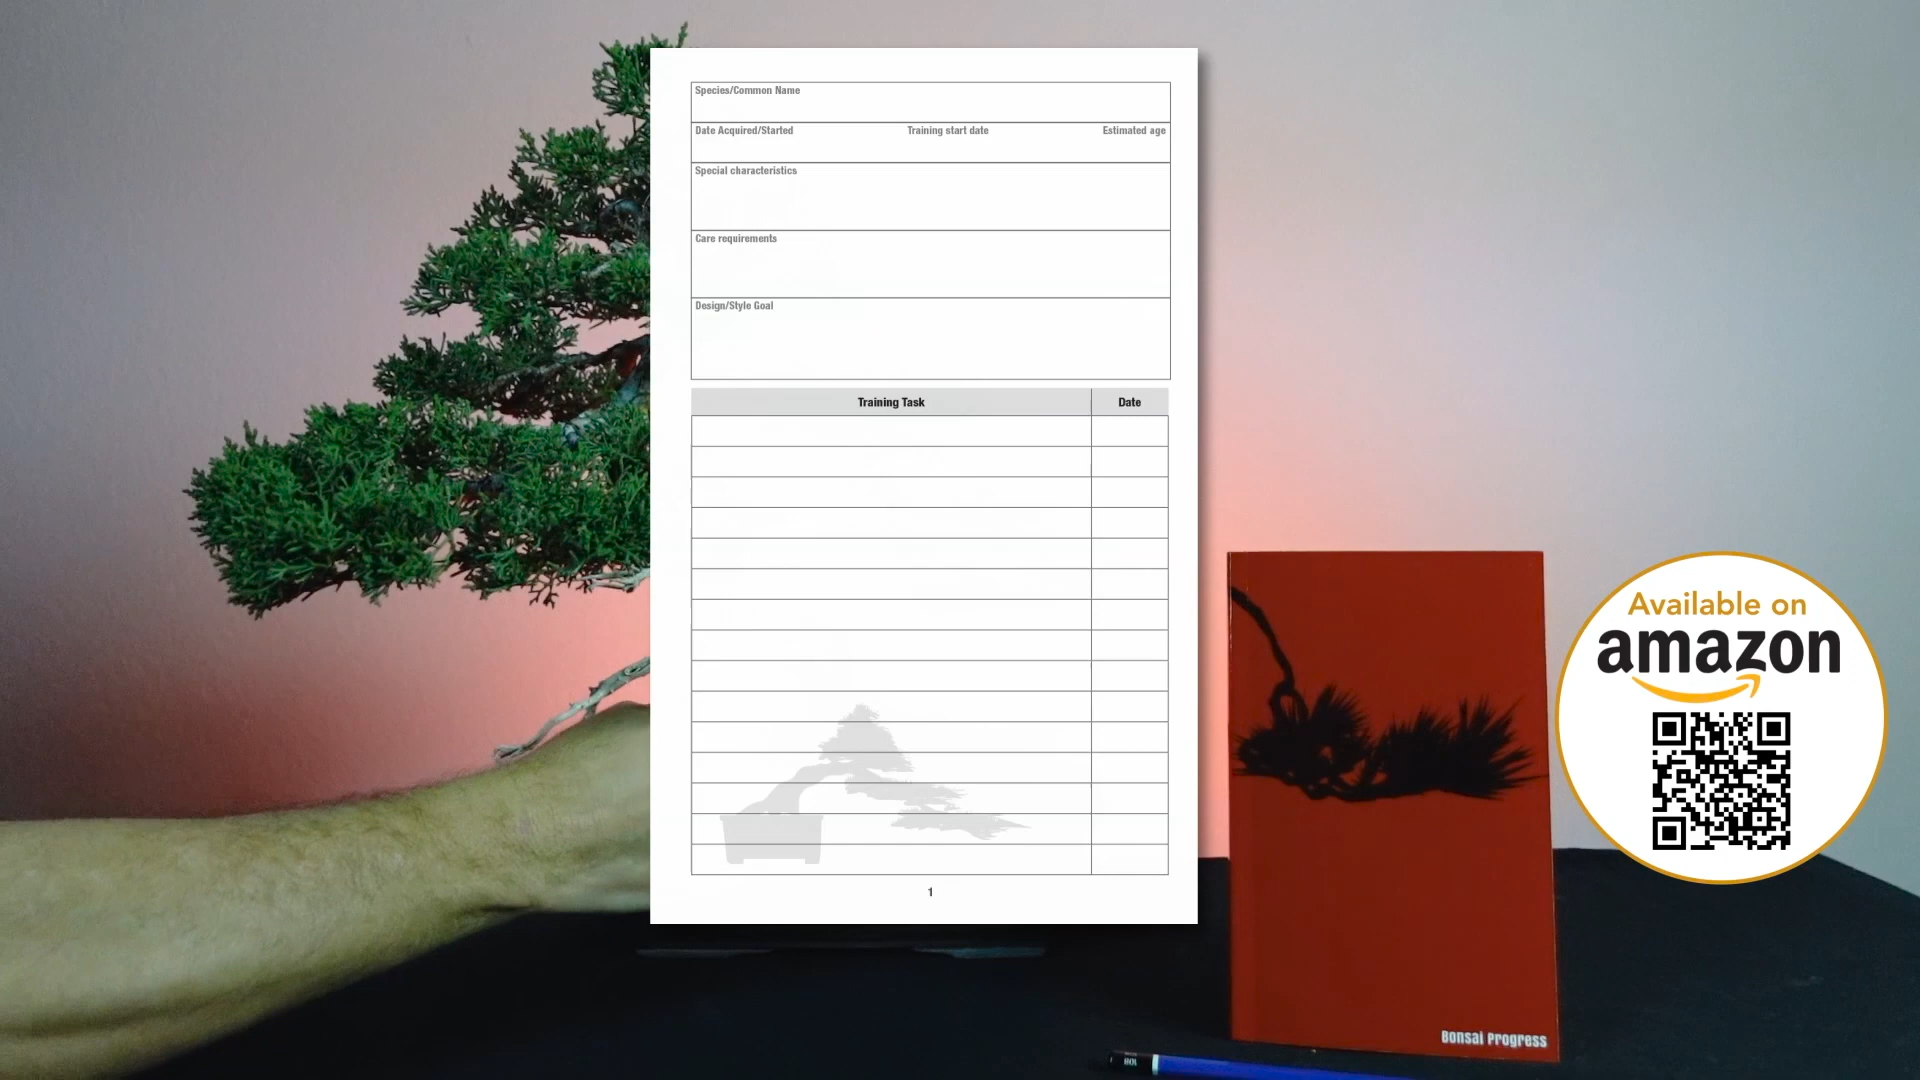 Species/Common Name
Date Acquired/Started Training start date Estimated age
Special characteristics
Care requirements
Design/Style Goal
Training Task Date
1
Available on
amazon
Bonsai Progress